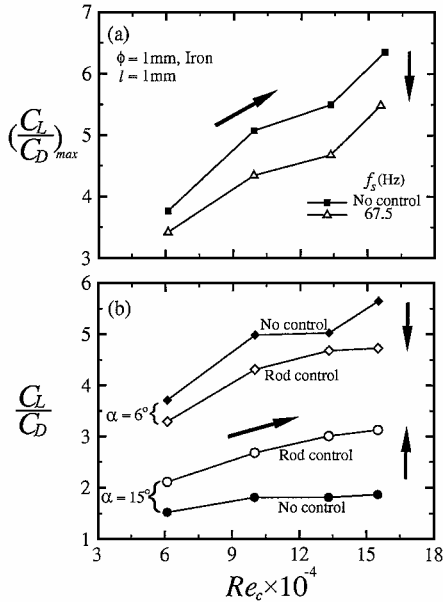 (a)
ϕ = 1mm, Iron
l = 1mm
(C_L/C_D)_max
7
6
5
4
3
f_s(Hz)
No control
67.5
(b)
6
5
4
3
2
1
C_L/C_D
No control
Rod control
α = 6°
Rod control
α = 15°
No control
3 6 9 12 15 18
Re_c×10⁻⁴